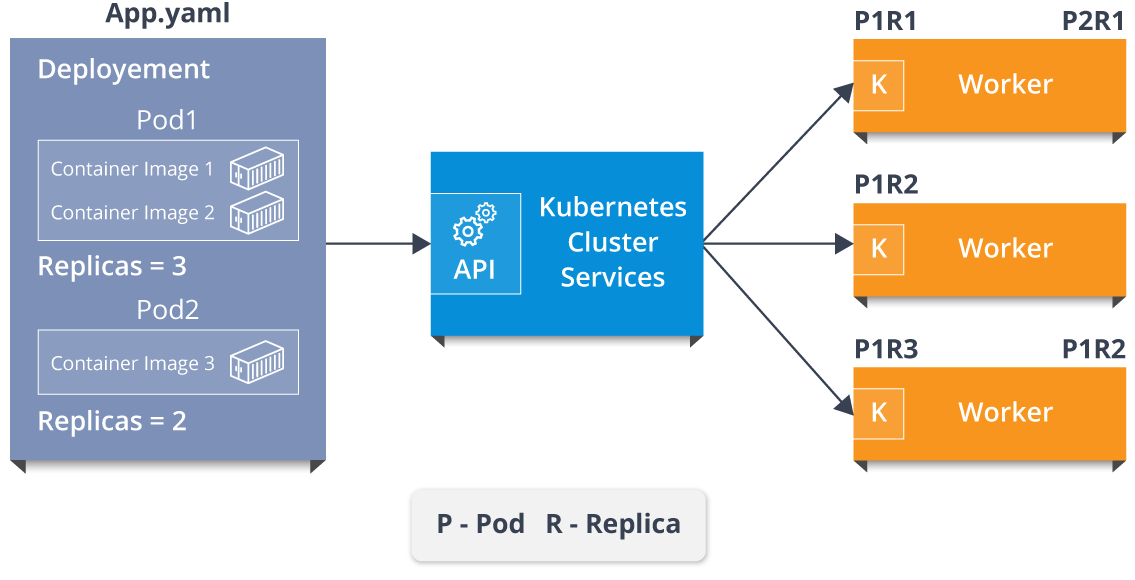 App.yaml
Deployement
Pod1
Container Image 1
Container Image 2
Replicas = 3
Pod2
Container Image 3
Replicas = 2
API
Kubernetes
Cluster
Services
P1R1 P2R1
K Worker
P1R2
K Worker
P1R3 P1R2
K Worker
P - Pod R - Replica